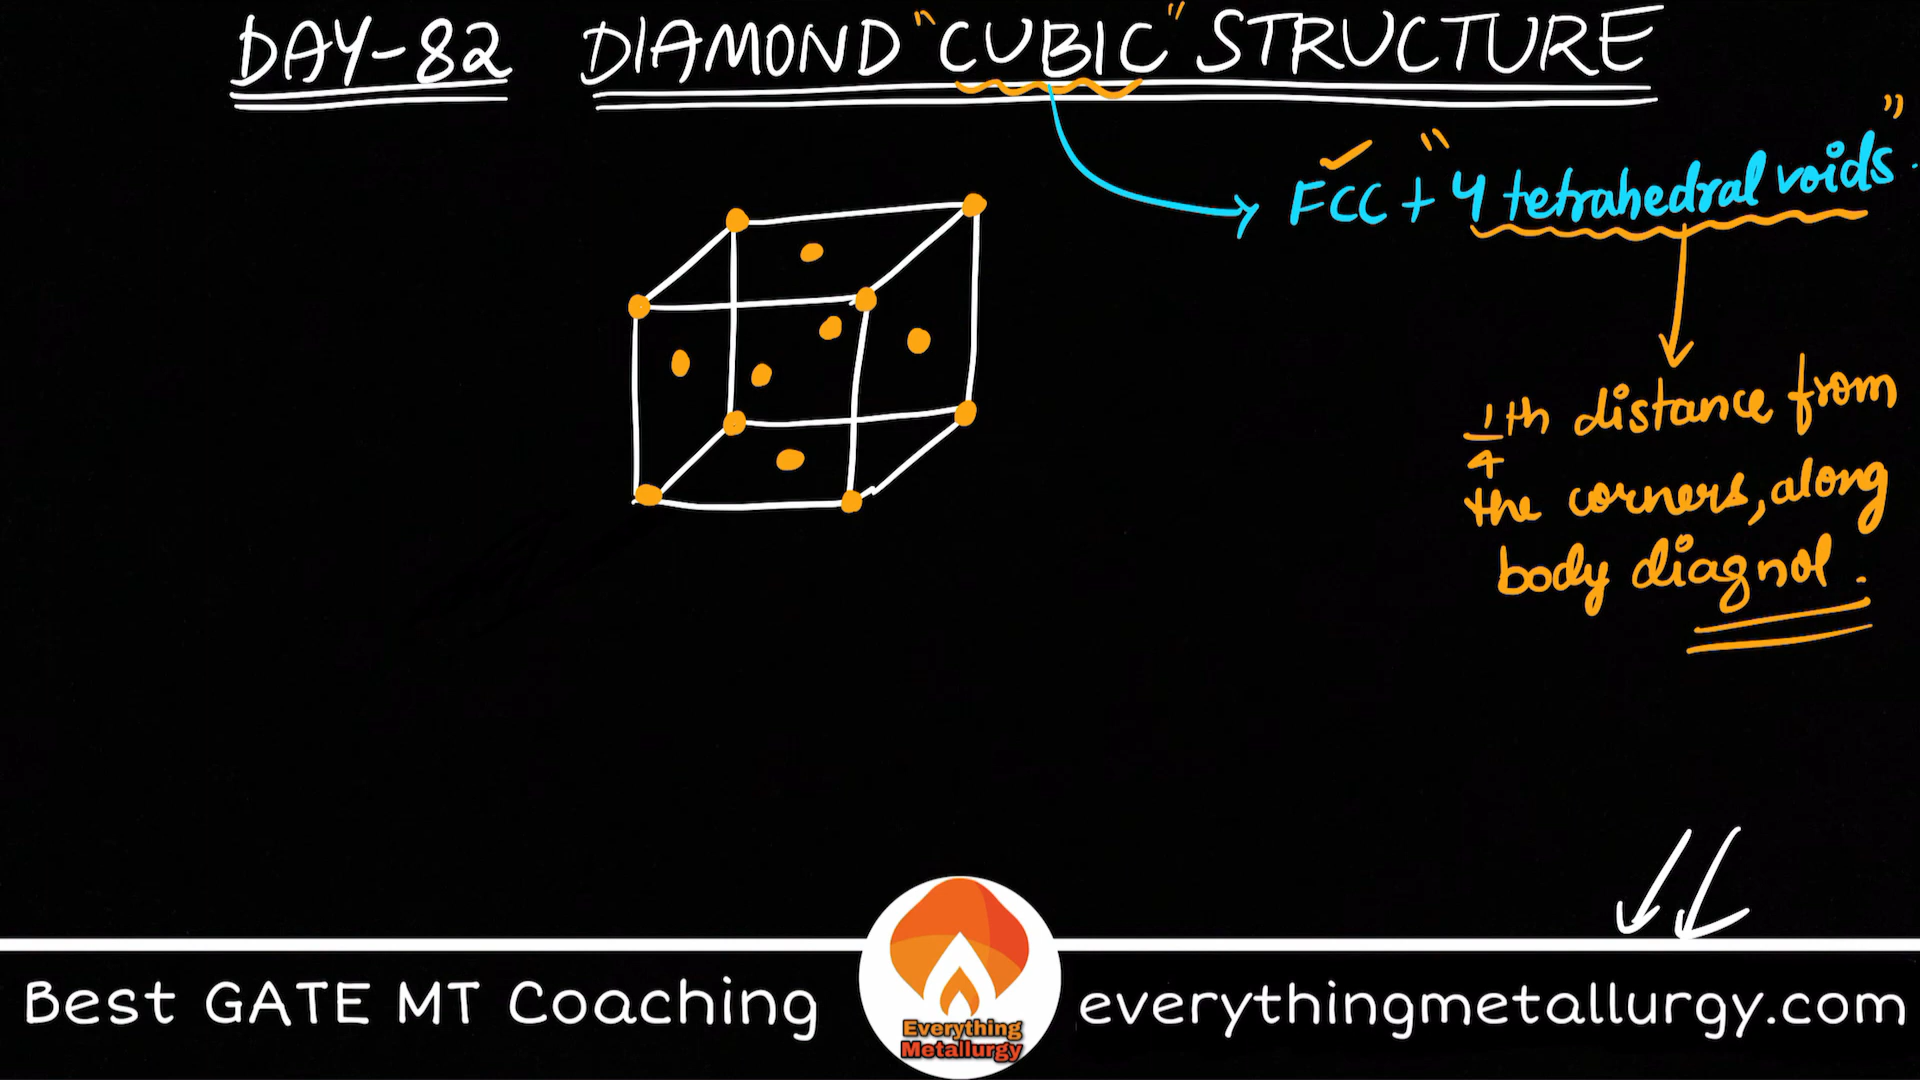 DAY-82 DIAMOND "CUBIC" STRUCTURE
FCC + "4 tetrahedral voids".
1/4th distance from
the corners, along
body diagnol.
Best GATE MT Coaching
Everything
Metallurgy
everythingmetallurgy.com